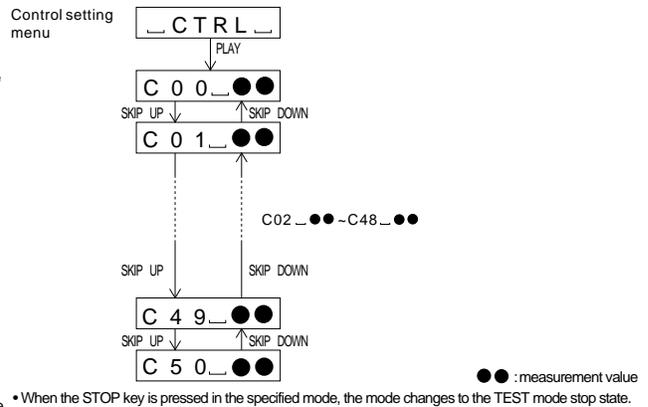 Control setting
menu
⎵ C T R L ⎵
PLAY
C 0 0 ⎵ ●●
SKIP UP SKIP DOWN
C 0 1 ⎵ ●●
C02 ⎵ ●● ~C48 ⎵ ●●
SKIP UP SKIP DOWN
C 4 9 ⎵ ●●
SKIP UP SKIP DOWN
C 5 0 ⎵ ●●
●● : measurement value
• When the STOP key is pressed in the specified mode, the mode changes to the TEST mode stop state.